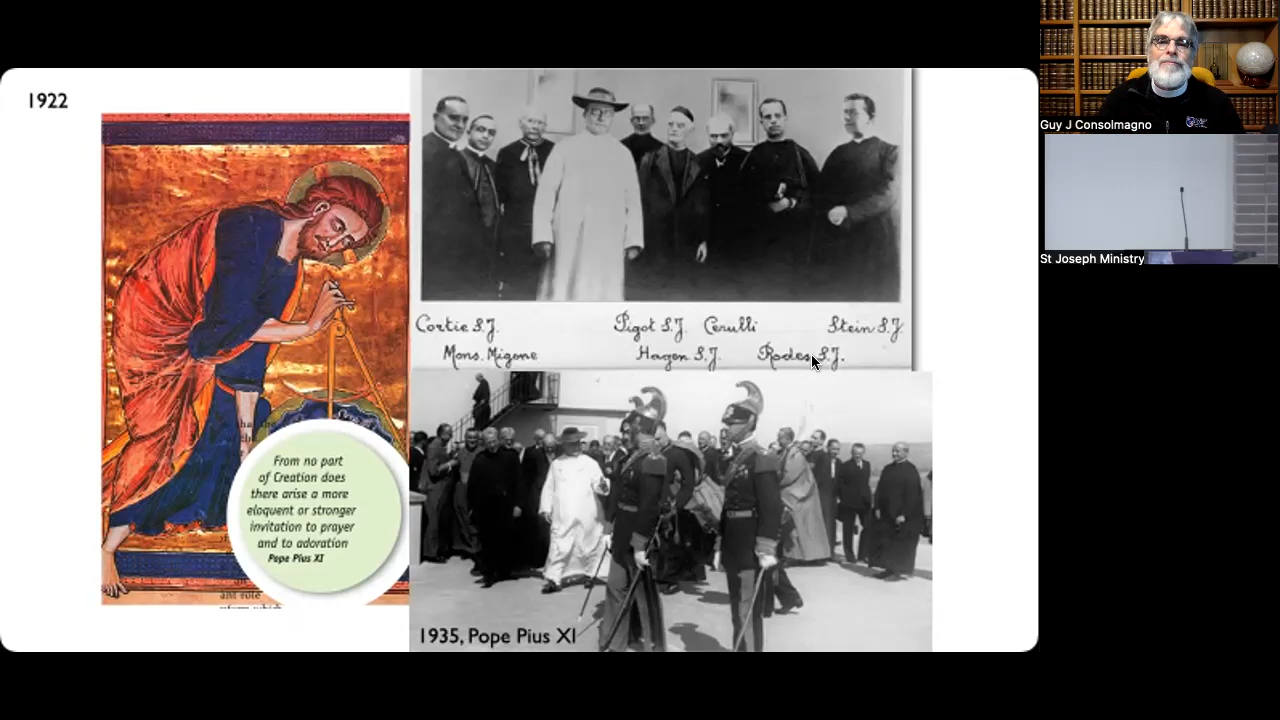 1922
Cortie S.J. Pigot S.J. Cerulli Stein S.J.
Mons. Migone Hagen S.J. Rodes S.J.
From no part
of Creation does
there arise a more
eloquent or stronger
invitation to prayer
and to adoration
Pope Pius XI
ant role
1935, Pope Pius XI
Guy J Consolmagno
St Joseph Ministry